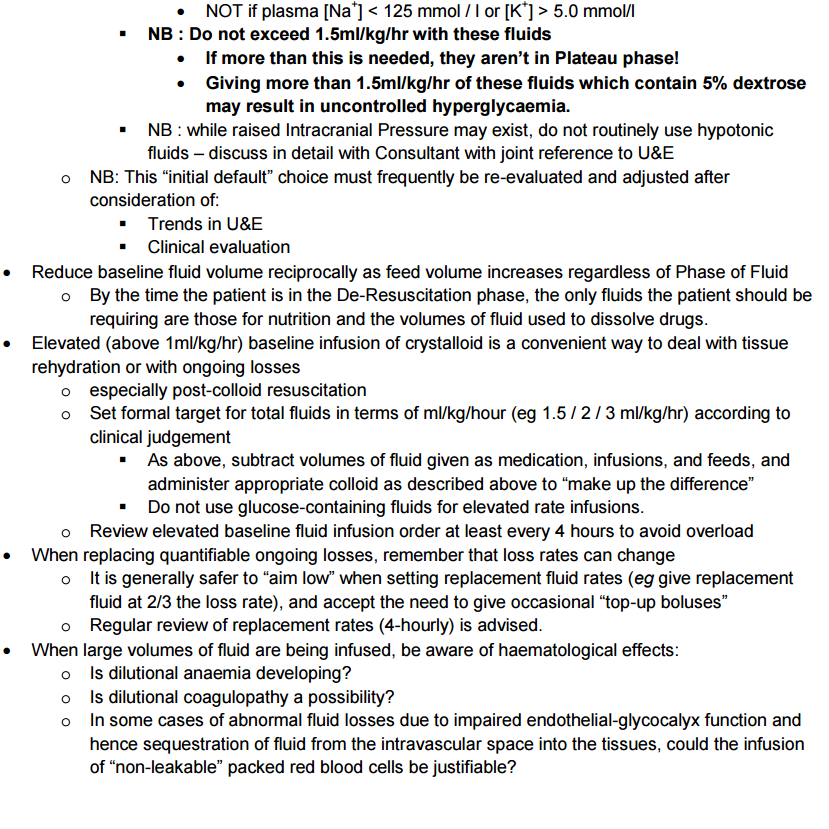 • NOT if plasma [Na⁺] < 125 mmol / l or [K⁺] > 5.0 mmol/l
▪ NB : Do not exceed 1.5ml/kg/hr with these fluids
• If more than this is needed, they aren't in Plateau phase!
• Giving more than 1.5ml/kg/hr of these fluids which contain 5% dextrose
may result in uncontrolled hyperglycaemia.
▪ NB : while raised Intracranial Pressure may exist, do not routinely use hypotonic
fluids – discuss in detail with Consultant with joint reference to U&E
o NB: This “initial default” choice must frequently be re-evaluated and adjusted after
consideration of:
▪ Trends in U&E
▪ Clinical evaluation
• Reduce baseline fluid volume reciprocally as feed volume increases regardless of Phase of Fluid
o By the time the patient is in the De-Resuscitation phase, the only fluids the patient should be
requiring are those for nutrition and the volumes of fluid used to dissolve drugs.
• Elevated (above 1ml/kg/hr) baseline infusion of crystalloid is a convenient way to deal with tissue
rehydration or with ongoing losses
o especially post-colloid resuscitation
o Set formal target for total fluids in terms of ml/kg/hour (eg 1.5 / 2 / 3 ml/kg/hr) according to
clinical judgement
▪ As above, subtract volumes of fluid given as medication, infusions, and feeds, and
administer appropriate colloid as described above to “make up the difference”
▪ Do not use glucose-containing fluids for elevated rate infusions.
o Review elevated baseline fluid infusion order at least every 4 hours to avoid overload
• When replacing quantifiable ongoing losses, remember that loss rates can change
o It is generally safer to “aim low” when setting replacement fluid rates (eg give replacement
fluid at 2/3 the loss rate), and accept the need to give occasional “top-up boluses”
o Regular review of replacement rates (4-hourly) is advised.
• When large volumes of fluid are being infused, be aware of haematological effects:
o Is dilutional anaemia developing?
o Is dilutional coagulopathy a possibility?
o In some cases of abnormal fluid losses due to impaired endothelial-glycocalyx function and
hence sequestration of fluid from the intravascular space into the tissues, could the infusion
of “non-leakable” packed red blood cells be justifiable?